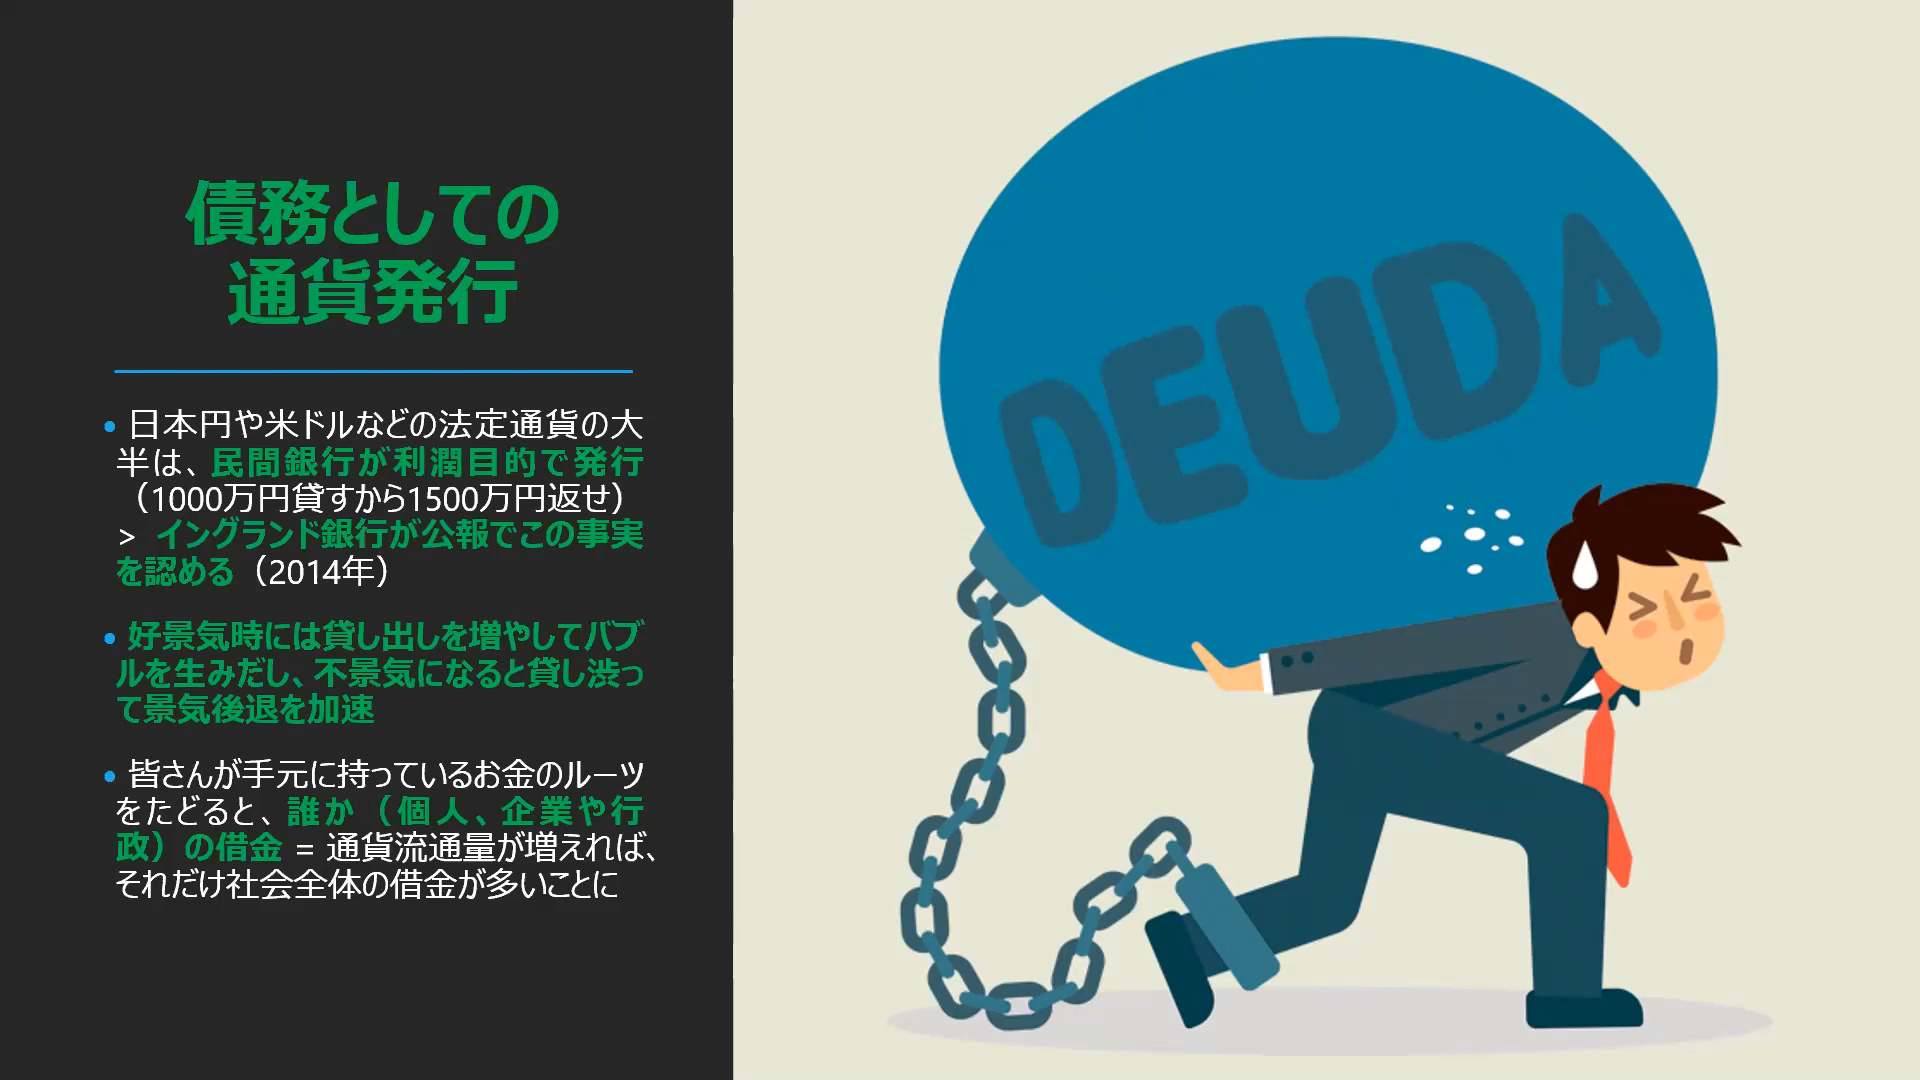 債務としての
通貨発行
• 日本円や米ドルなどの法定通貨の大
半は、民間銀行が利潤目的で発行
（1000万円貸すから1500万円返せ）
> イングランド銀行が公報でこの事実
を認める（2014年）
• 好景気時には貸し出しを増やしてバブ
ルを生みだし、不景気になると貸し渋っ
て景気後退を加速
• 皆さんが手元に持っているお金のルーツ
をたどると、誰か（個人、企業や行
政）の借金 = 通貨流通量が増えれば、
それだけ社会全体の借金が多いことに
DEUDA